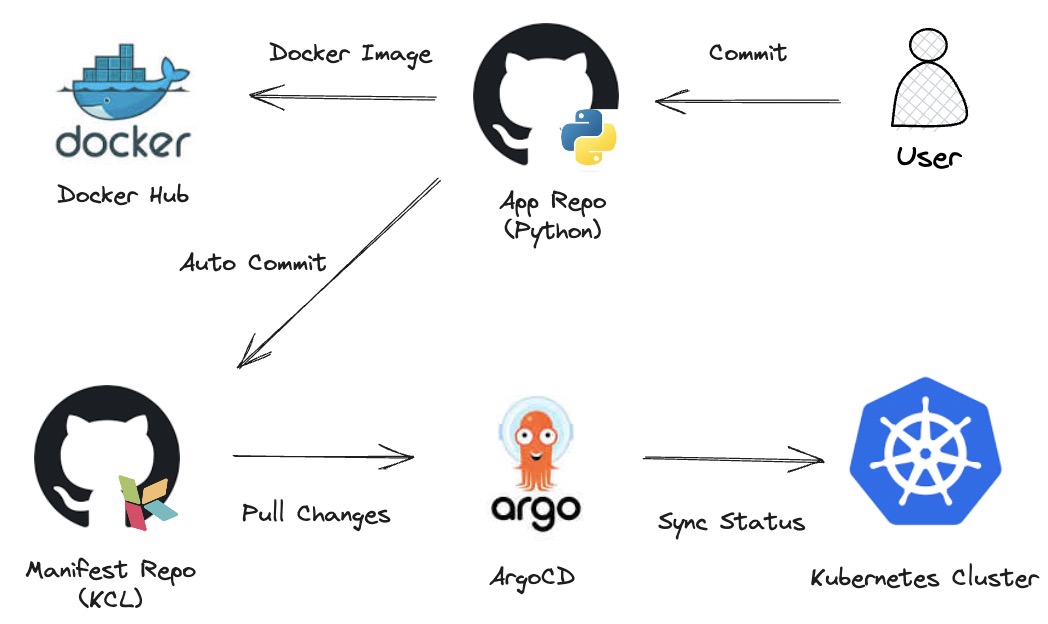 Docker Image
Commit
docker
User
Docker Hub
App Repo
(Python)
Auto Commit
argo
Pull Changes
Sync Status
Manifest Repo
(KCL)
ArgoCD
Kubernetes Cluster